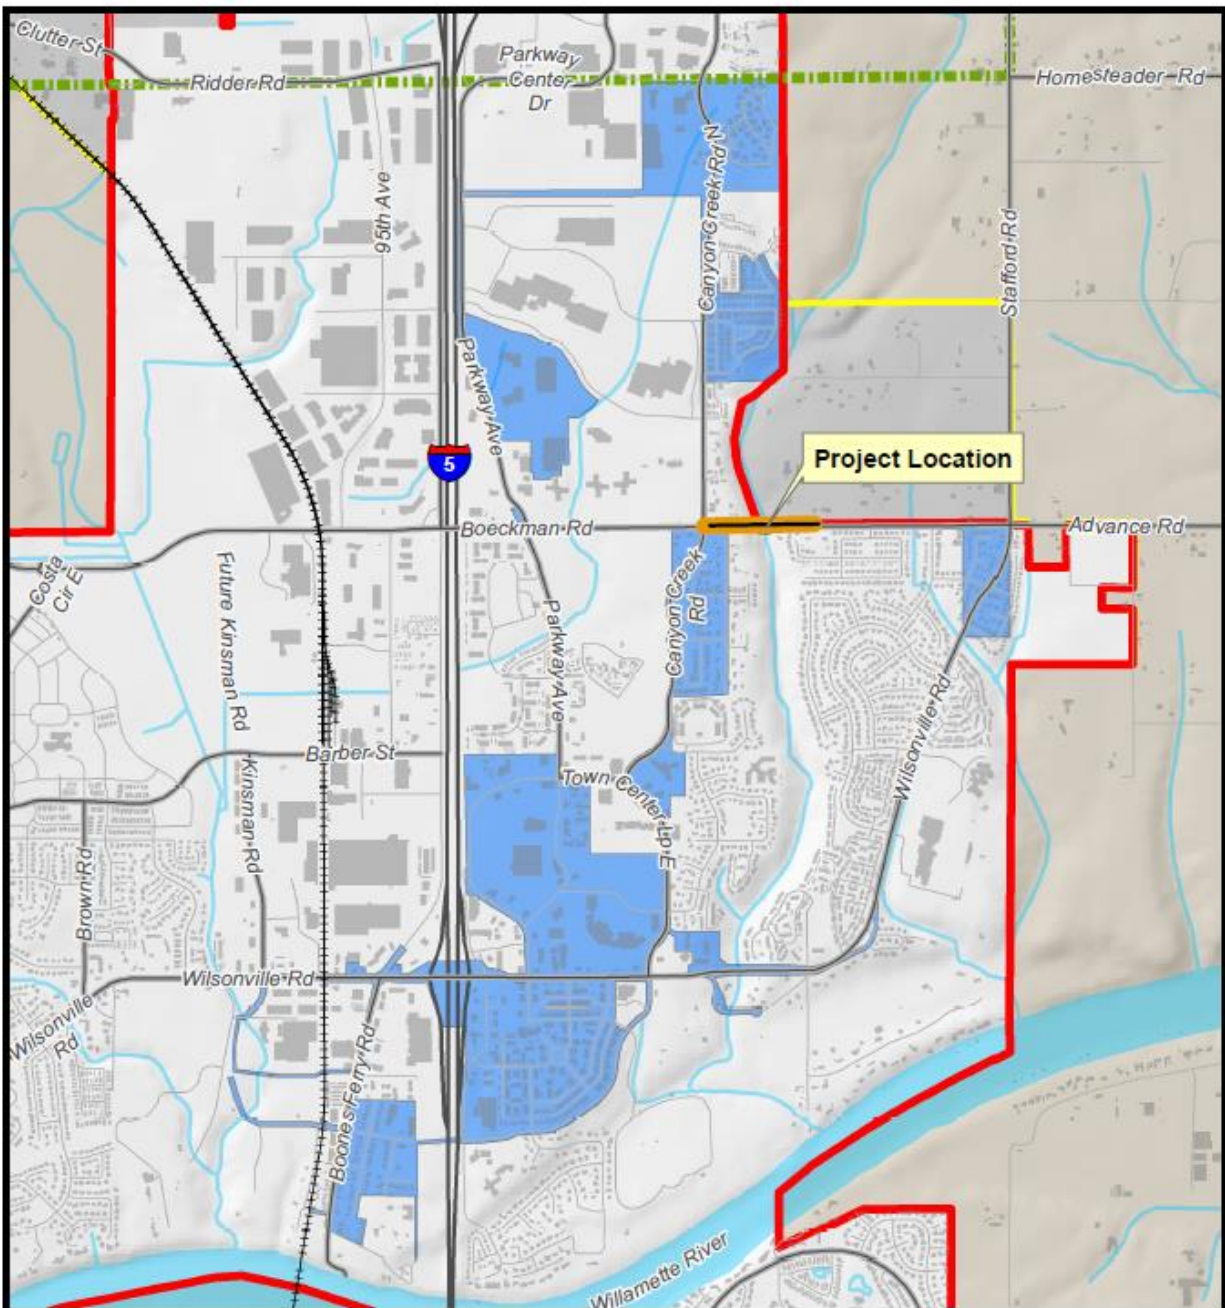 Clutter St
Ridder Rd
Parkway
Center
Dr
Homesteader Rd
95th Ave
Canyon Creek Rd N
Stafford Rd
Parkway Ave
5
Project Location
Boeckman Rd
Advance Rd
Costa
Cir E
Future Kinsman Rd
Canyon Creek
Rd
Parkway Ave
Wilsonville Rd
Barber St
Kinsman Rd
Town Center Lp E
Brown Rd
Wilsonville Rd
Wilsonville
Rd
Boones Ferry Rd
Willamette River